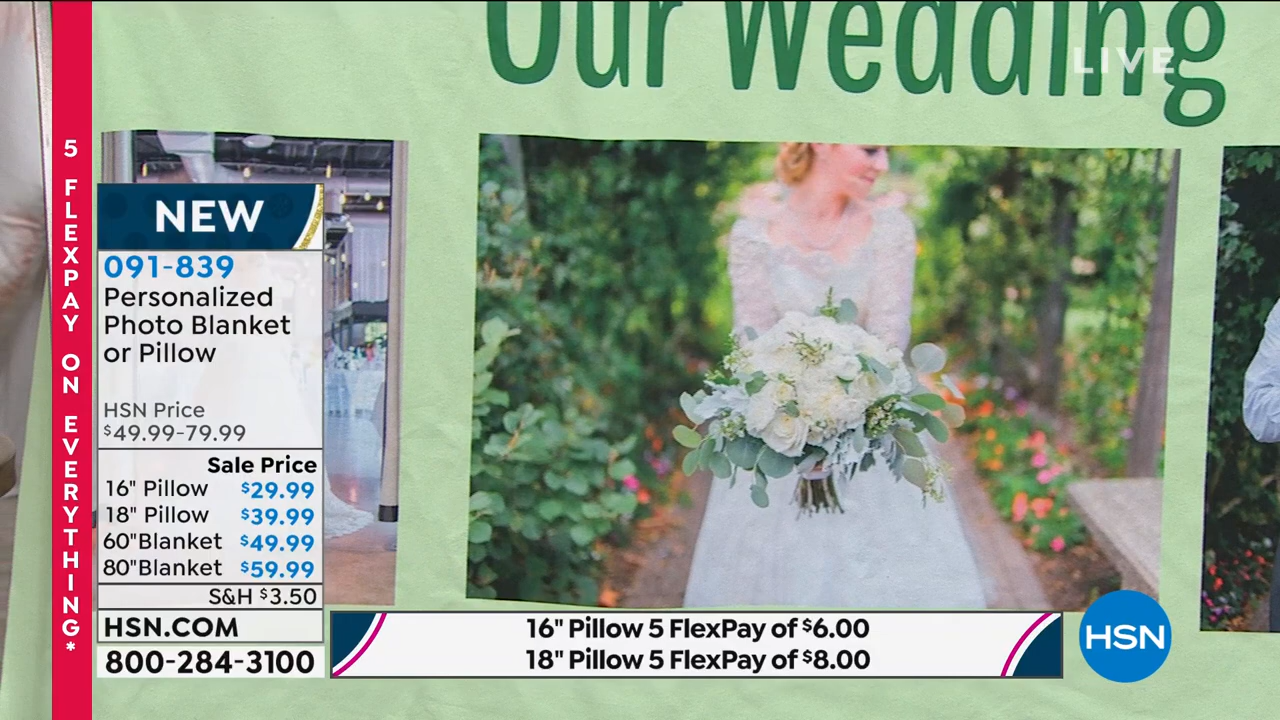 Our Wedding
LIVE
5 FLEXPAY ON EVERYTHING*
NEW
091-839
Personalized
Photo Blanket
or Pillow
HSN Price
$49.99-79.99
Sale Price
16" Pillow $29.99
18" Pillow $39.99
60"Blanket $49.99
80"Blanket $59.99
S&H $3.50
HSN.COM
800-284-3100
16" Pillow 5 FlexPay of $6.00
18" Pillow 5 FlexPay of $8.00
HSN